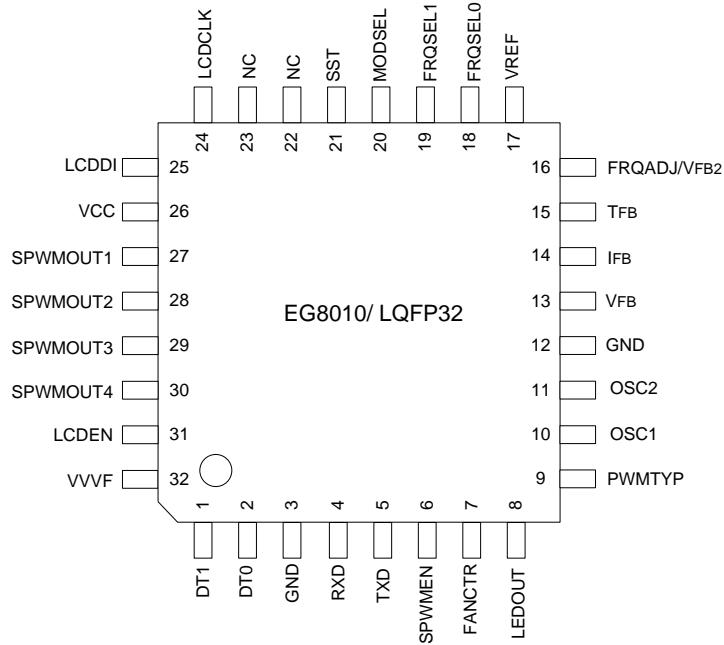 LCDCLK
NC
NC
SST
MODSEL
FRQSEL1
FRQSEL0
VREF
24
23
22
21
20
19
18
17
LCDDI
25
16
FRQADJ/VFB2
VCC
26
15
TFB
SPWMOUT1
27
14
IFB
SPWMOUT2
28
13
VFB
EG8010/ LQFP32
SPWMOUT3
29
12
GND
SPWMOUT4
30
11
OSC2
LCDEN
31
10
OSC1
VVVF
32
9
PWMTYP
1
2
3
4
5
6
7
8
DT1
DT0
GND
RXD
TXD
SPWMEN
FANCTR
LEDOUT